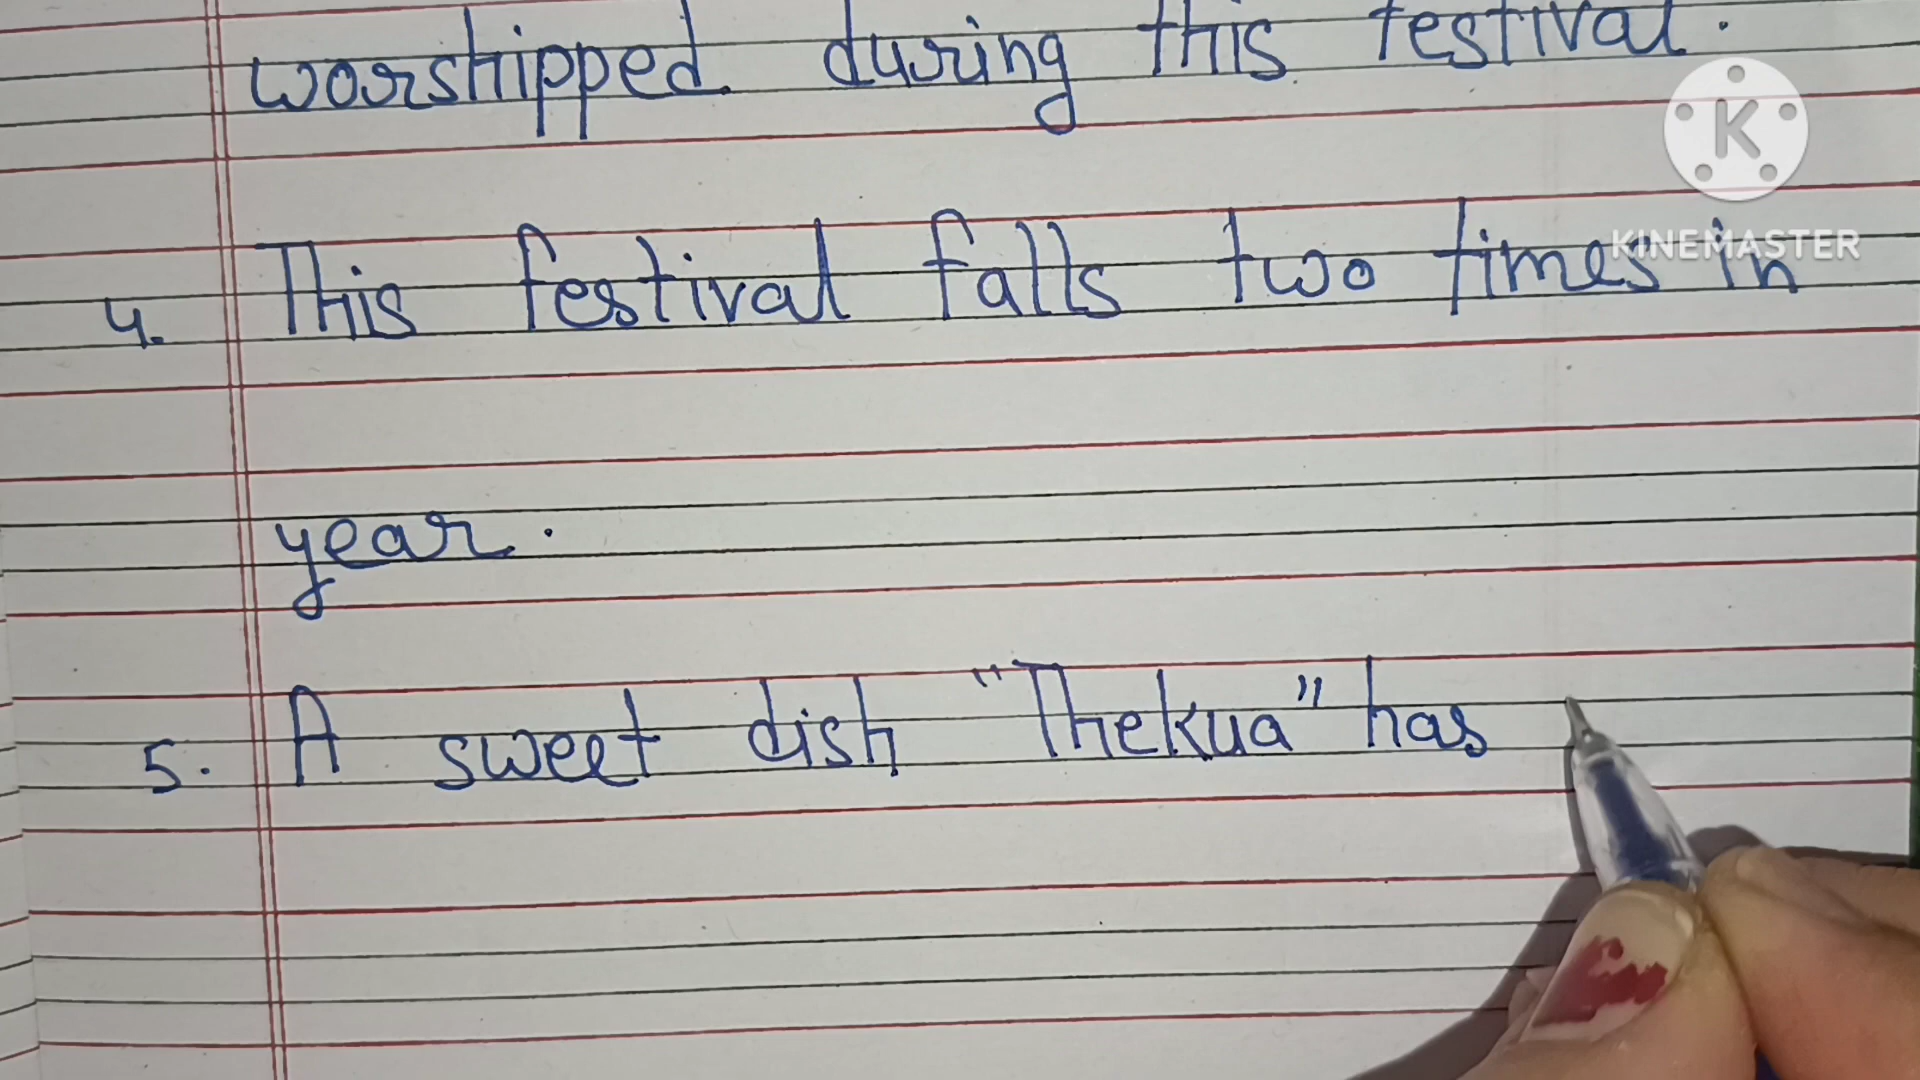 worshipped during this festival.
K
KINEMASTER
4. This festival falls two times in
year.
5. A sweet dish "Thekua" has